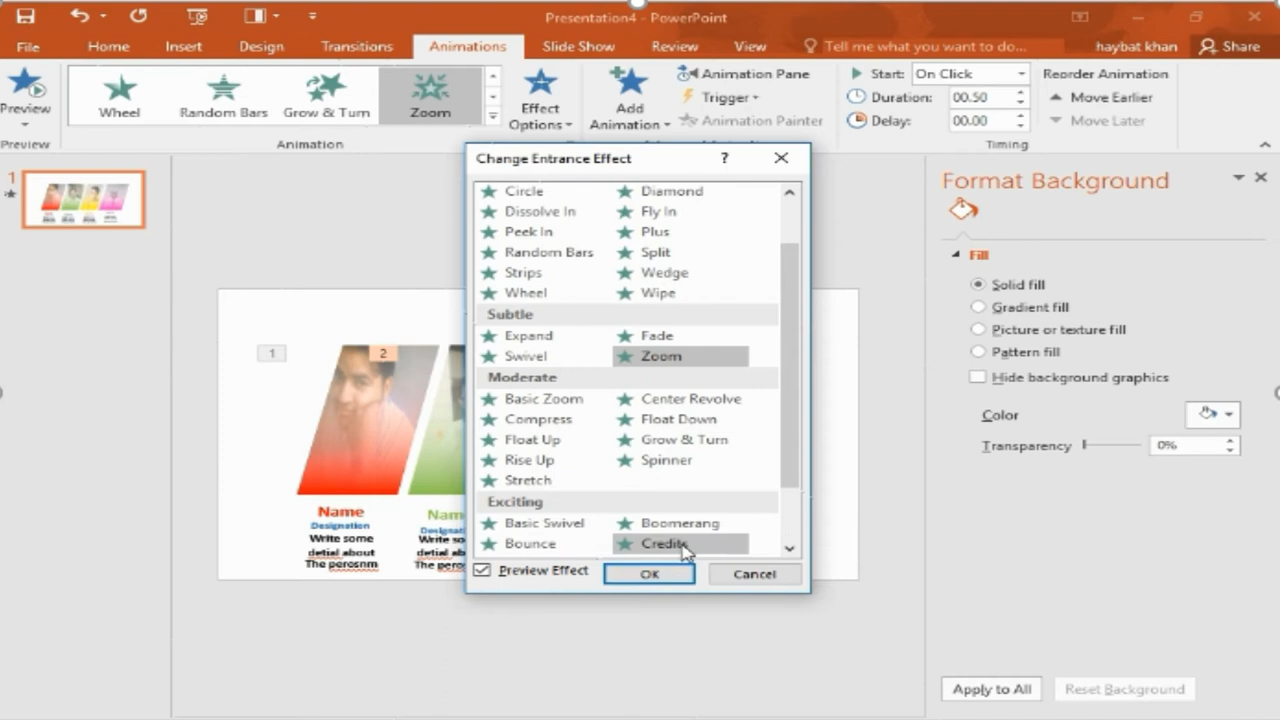 Presentation4 - PowerPoint
File Home Insert Design Transitions Animations Slide Show Review View Tell me what you want to do... haybat khan Share
Preview
Wheel Random Bars Grow & Turn Zoom
Effect Options
Add Animation
Animation Pane
Trigger
Animation Painter
Start: On Click
Duration: 00.50
Delay: 00.00
Reorder Animation
Move Earlier
Move Later
Preview Animation Timing
Change Entrance Effect ?
Circle Diamond
Dissolve In Fly In
Peek In Plus
Random Bars Split
Strips Wedge
Wheel Wipe
Subtle
Expand Fade
Swivel Zoom
Moderate
Basic Zoom Center Revolve
Compress Float Down
Float Up Grow & Turn
Rise Up Spinner
Stretch
Exciting
Basic Swivel Boomerang
Bounce Credits
Preview Effect OK Cancel
1
1
2
Name
Designation
Write some
detial about
The perosnm
Nam
Designat
Write so
detial ab
The pero
Format Background
Fill
Solid fill
Gradient fill
Picture or texture fill
Pattern fill
Hide background graphics
Color
Transparency 0%
Apply to All Reset Background